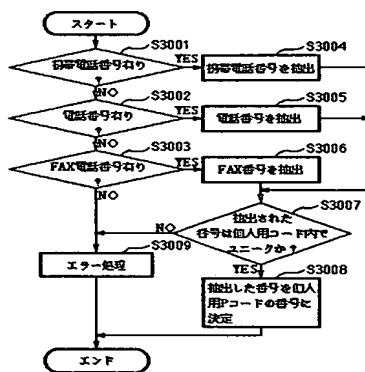 スタート
S3001
携帯電話番号有り
?
YES
S3004
携帯電話番号を抽出
NO
S3002
電話番号有り
?
YES
S3005
電話番号を抽出
NO
S3003
FAX電話番号有り
?
YES
S3006
FAX番号を抽出
NO
S3007
抽出された
番号は個人用コード内で
ユニークか?
NO
S3009
エラー処理
YES
S3008
抽出した番号を個人
用Pコードの番号に
決定
エンド